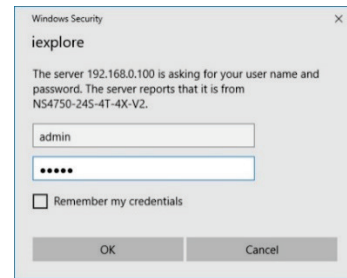 Windows Security
iexplore
The server 192.168.0.100 is asking for your user name and
password. The server reports that it is from
NS4750-24S-4T-4X-V2.
admin
•••••
Remember my credentials
OK
Cancel